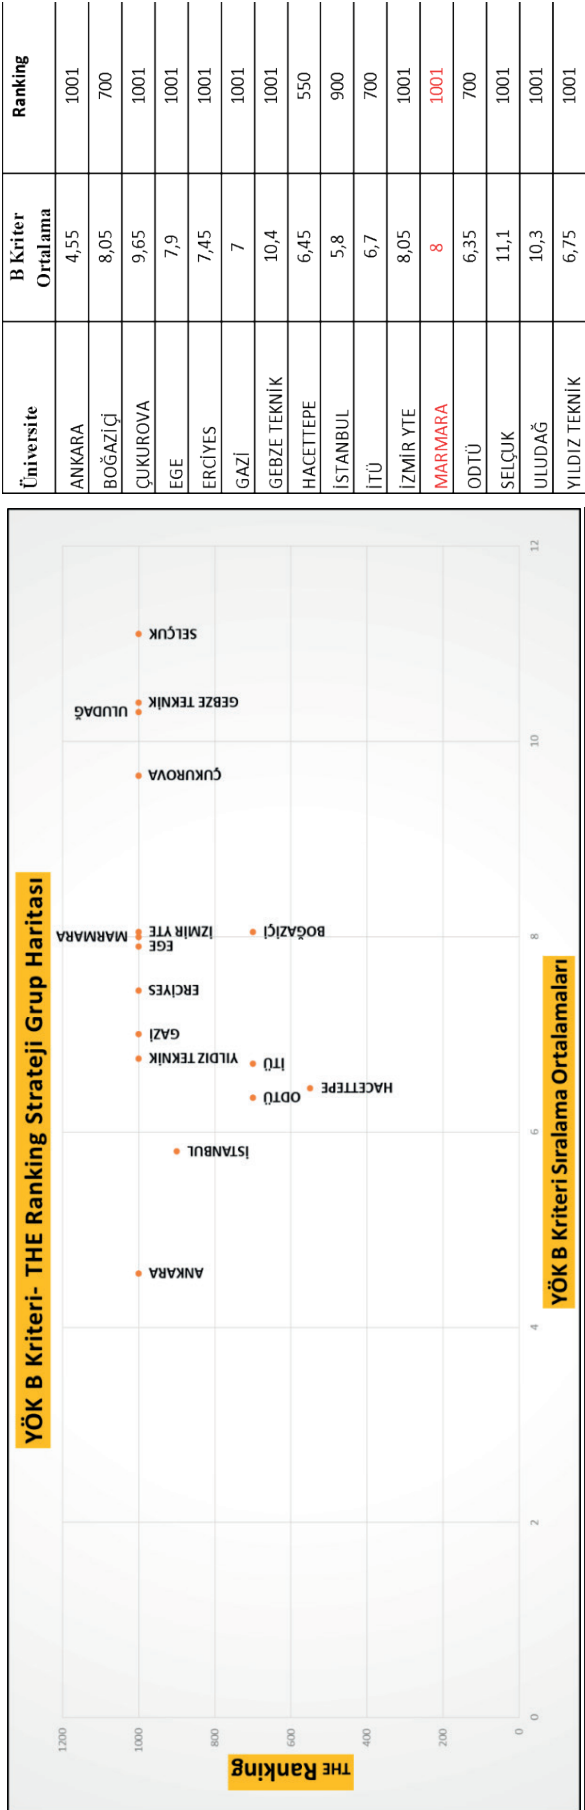 YÖK B Kriteri- THE Ranking Strateji Grup Haritası
THE Ranking
1200
1000
800
600
400
200
0
ANKARA
İSTANBUL
ODTÜ
HACETTEPE
İTÜ
YILDIZ TEKNİK
GAZİ
ERCİYES
EGE
MARMARA
İZMİR YTE
BOĞAZİÇİ
ÇUKUROVA
ULUDAĞ
GEBZE TEKNİK
SELÇUK
0 2 4 6 8 10 12
YÖK B Kriteri Sıralama Ortalamaları
Üniversite B Kriter Ortalama Ranking
ANKARA 4,55 1001
BOĞAZİÇİ 8,05 700
ÇUKUROVA 9,65 1001
EGE 7,9 1001
ERCİYES 7,45 1001
GAZİ 7 1001
GEBZE TEKNİK 10,4 1001
HACETTEPE 6,45 550
İSTANBUL 5,8 900
İTÜ 6,7 700
İZMİR YTE 8,05 1001
MARMARA 8 1001
ODTÜ 6,35 700
SELÇUK 11,1 1001
ULUDAĞ 10,3 1001
YILDIZ TEKNİK 6,75 1001